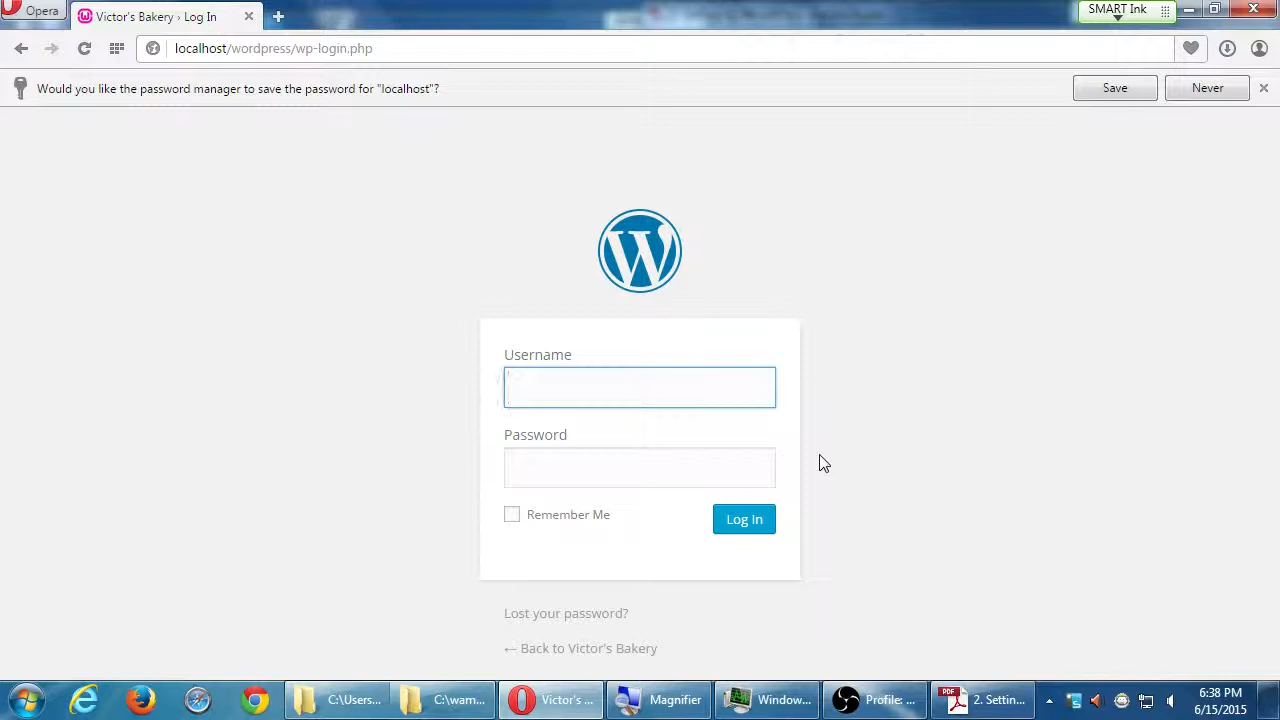 Opera
Victor's Bakery › Log In
SMART Ink
localhost/wordpress/wp-login.php
Would you like the password manager to save the password for "localhost"?
Save
Never
W
Username
Password
Remember Me
Log In
Lost your password?
← Back to Victor's Bakery
C:\Users...
C:\wam...
Victor's ...
Magnifier
Window...
Profile: ...
PDF
2. Settin...
6:38 PM
6/15/2015